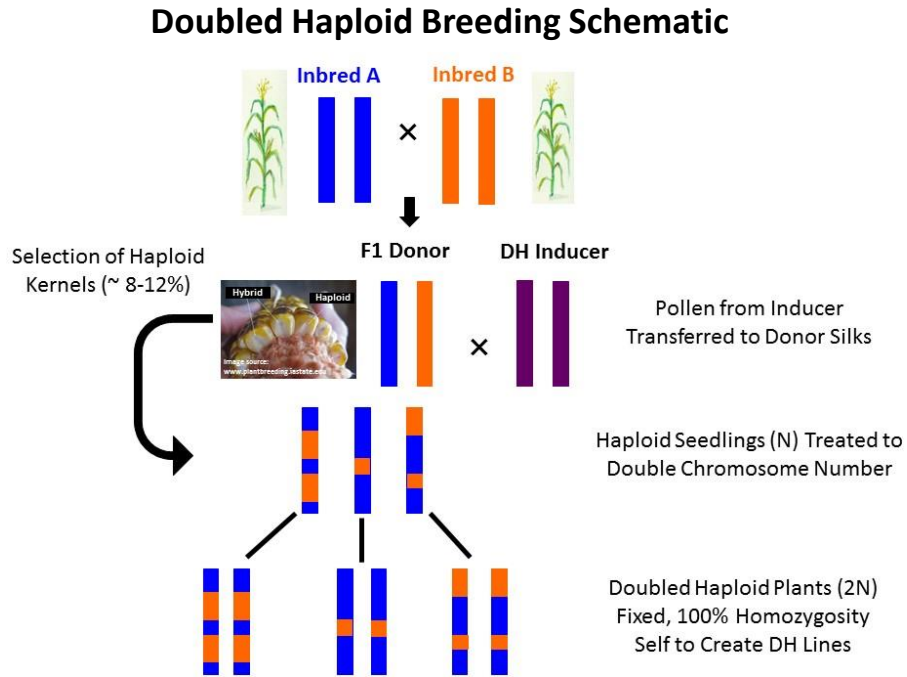 Doubled Haploid Breeding Schematic
Inbred A
Inbred B
×
F1 Donor
DH Inducer
Selection of Haploid
Kernels (~ 8-12%)
Hybrid
Haploid
Image source:
www.plantbreeding.iastate.edu
×
Pollen from Inducer
Transferred to Donor Silks
Haploid Seedlings (N) Treated to
Double Chromosome Number
Doubled Haploid Plants (2N)
Fixed, 100% Homozygosity
Self to Create DH Lines